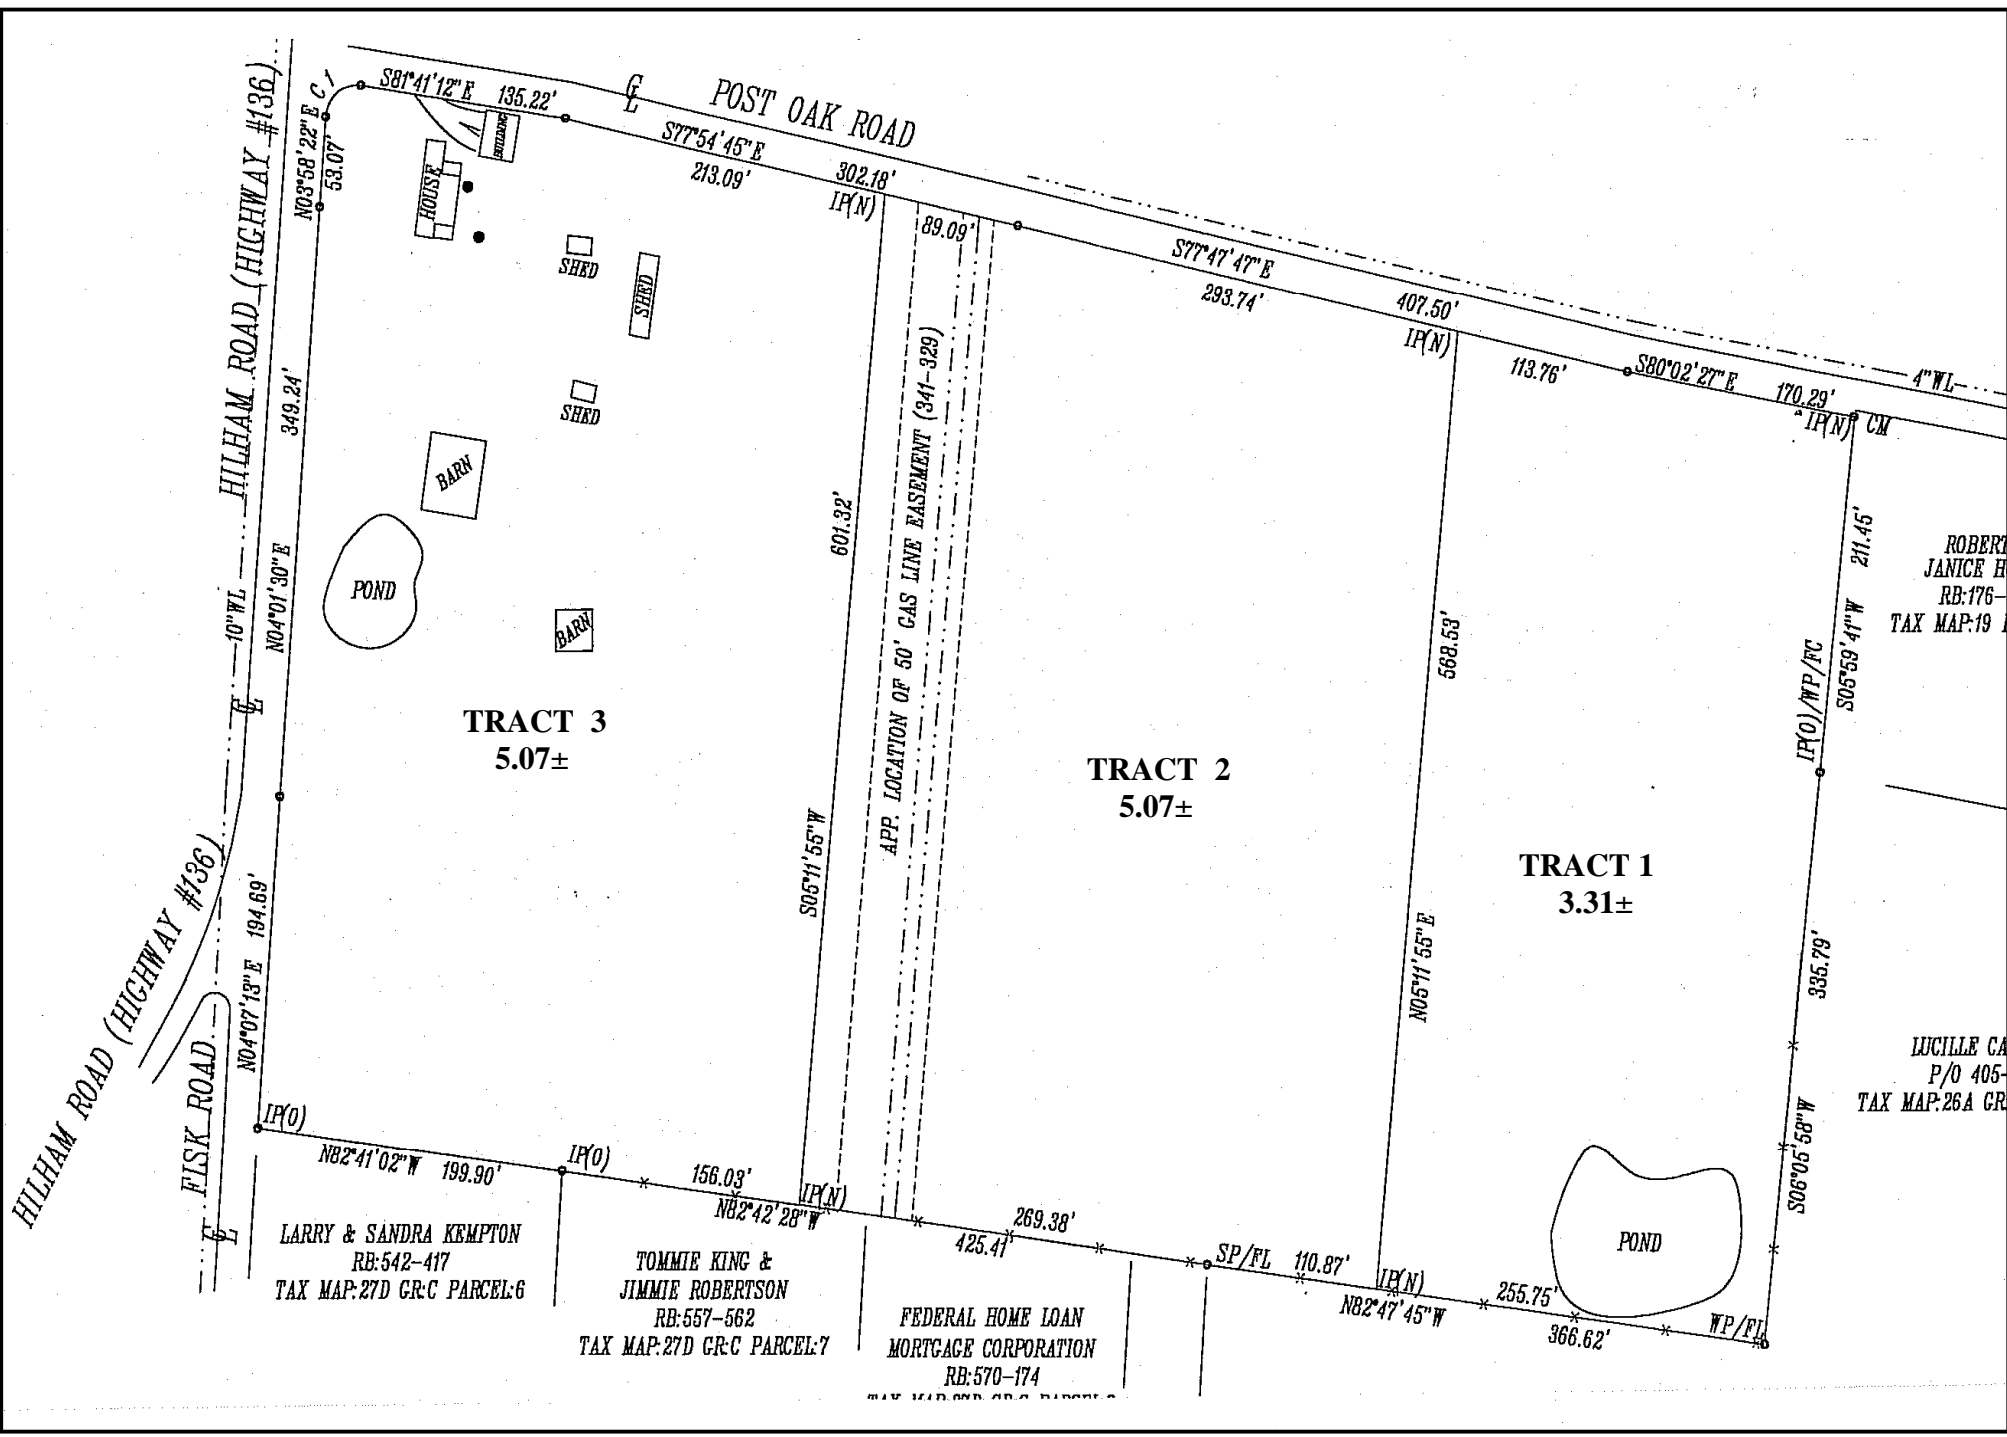 POST OAK ROAD
HILHAM ROAD (HIGHWAY #136)
10"WL
HILHAM ROAD (HIGHWAY #136)
FISK ROAD
C1
S81°41'12"E 135.22'
S77°54'45"E 302.18'
213.09'
89.09'
IP(N)
S77°47'47"E 407.50'
293.74'
113.76'
IP(N)
S80°02'27"E 170.29'
IP(N)
CM
4"WL
N03°58'22"E
53.07'
N04°01'30"E 349.24'
N04°07'13"E 194.69'
HOUSE
BUILDING
SHED
SHED
SHED
BARN
BARN
POND
TRACT 3
5.07±
S05°11'55"W 601.32'
APP. LOCATION OF 50' GAS LINE EASEMENT (341-329)
TRACT 2
5.07±
N05°11'55"E 568.53'
TRACT 1
3.31±
S05°59'41"W 211.45'
IP(O)/WP/FC
335.79'
S06°05'58"W
POND
IP(O)
N82°41'02"W 199.90'
IP(O)
156.03'
N82°42'28"W
IP(N)
269.38'
425.41'
SP/FL
110.87'
IP(N)
N82°47'45"W
255.75'
366.62'
WP/FL
ROBERT
JANICE H
RB:176-
TAX MAP:19
LUCILLE CA
P/O 405-
TAX MAP:26A GR
LARRY & SANDRA KEMPTON
RB:542-417
TAX MAP:27D GR:C PARCEL:6
TOMMIE KING &
JIMMIE ROBERTSON
RB:557-562
TAX MAP:27D GR:C PARCEL:7
FEDERAL HOME LOAN
MORTGAGE CORPORATION
RB:570-174